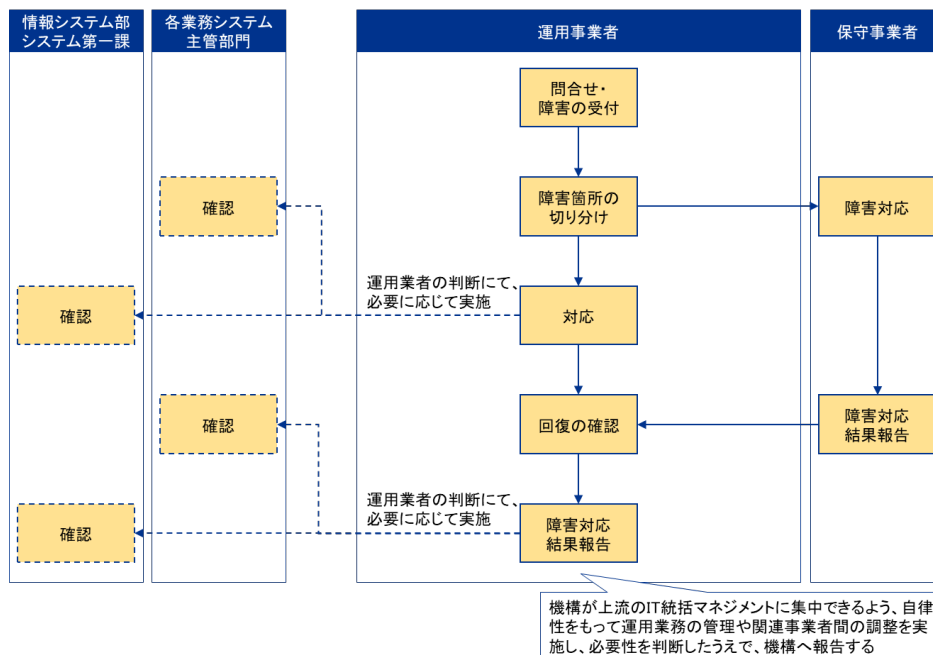 情報システム部
システム第一課
各業務システム
主管部門
運用事業者
保守事業者
問合せ・
障害の受付
確認
障害箇所の
切り分け
障害対応
運用業者の判断にて、
必要に応じて実施
確認
対応
確認
回復の確認
障害対応
結果報告
運用業者の判断にて、
必要に応じて実施
確認
障害対応
結果報告
機構が上流のIT統括マネジメントに集中できるよう、自律
性をもって運用業務の管理や関連事業者間の調整を実
施し、必要性を判断したうえで、機構へ報告する